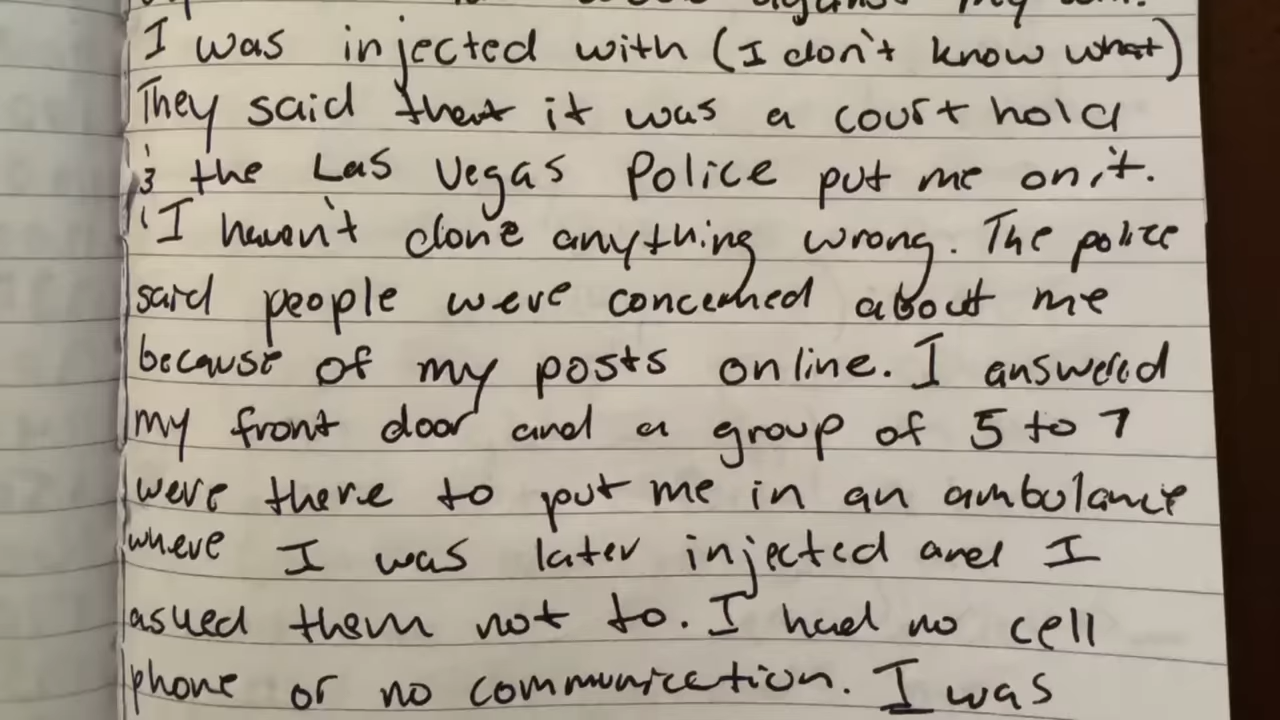 against my
I was injected with (I don't know what)
They said that it was a court hold
& the Las Vegas Police put me on it.
I haven't done anything wrong. The police
said people were concerned about me
because of my posts online. I answered
my front door and a group of 5 to 7
were there to put me in an ambulance
where I was later injected and I
asked them not to. I had no cell
phone or no communication. I was